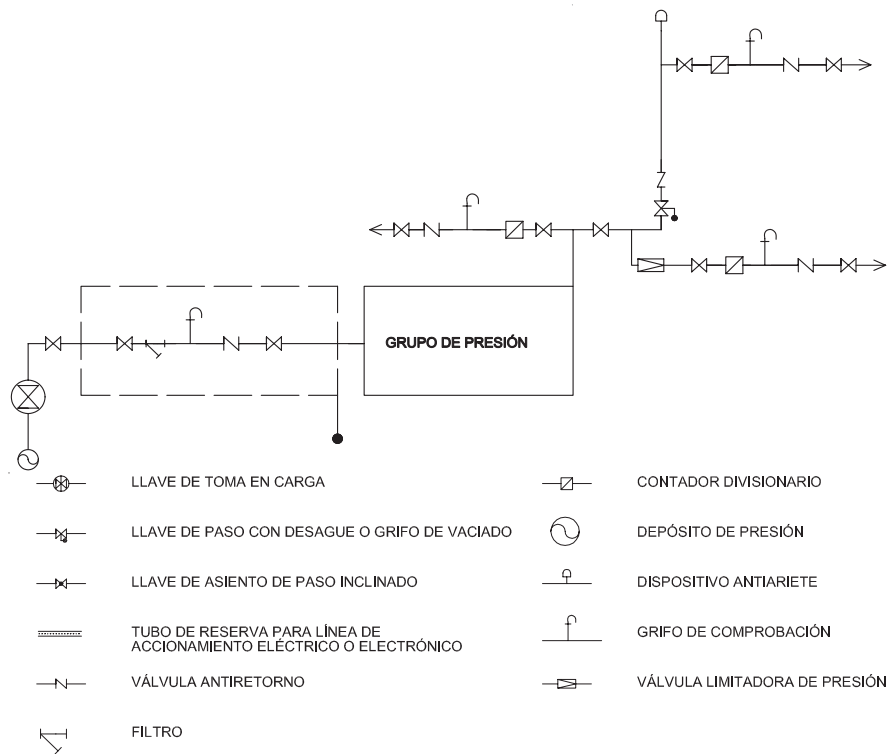 GRUPO DE PRESIÓN
LLAVE DE TOMA EN CARGA
LLAVE DE PASO CON DESAGUE O GRIFO DE VACIADO
LLAVE DE ASIENTO DE PASO INCLINADO
TUBO DE RESERVA PARA LÍNEA DE
ACCIONAMIENTO ELÉCTRICO O ELECTRÓNICO
VÁLVULA ANTIRETORNO
FILTRO
CONTADOR DIVISIONARIO
DEPÓSITO DE PRESIÓN
DISPOSITIVO ANTIARIETE
GRIFO DE COMPROBACIÓN
VÁLVULA LIMITADORA DE PRESIÓN